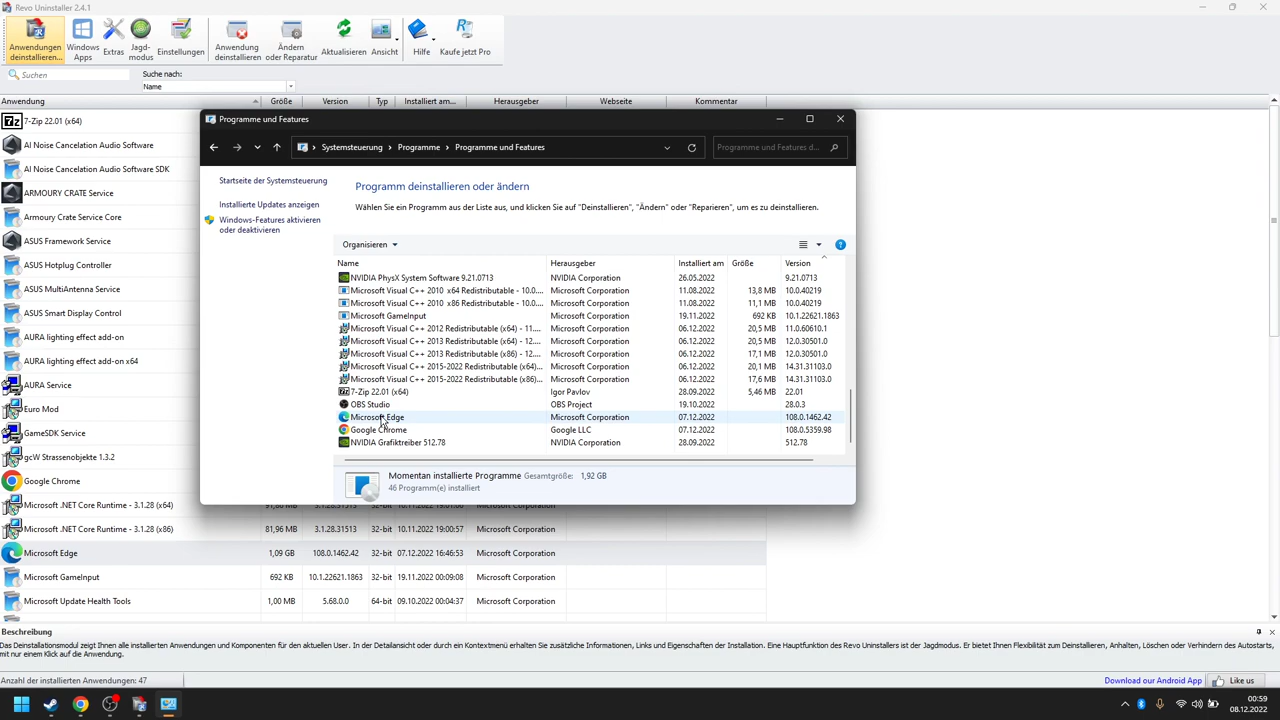 Revo Uninstaller 2.4.1
Anwendungen deinstallieren...
Windows Apps
Extras
Jagd-modus
Einstellungen
Anwendung deinstallieren
Ändern oder Reparatur
Aktualisieren
Ansicht
Hilfe
Kaufe jetzt Pro
Suchen
Suche nach:
Name
Anwendung Größe Version Typ Installiert am... Herausgeber Webseite Kommentar
7-Zip 22.01 (x64)
AI Noise Cancelation Audio Software
AI Noise Cancelation Audio Software SDK
ARMOURY CRATE Service
Armoury Crate Service Core
ASUS Framework Service
ASUS Hotplug Controller
ASUS MultiAntenna Service
ASUS Smart Display Control
AURA lighting effect add-on
AURA lighting effect add-on x64
AURA Service
Euro Mod
GameSDK Service
gcW Strassenobjekte 1.3.2
Google Chrome
Microsoft .NET Core Runtime - 3.1.28 (x64) 3.1.28.31513 32-bit 10.11.2022 19:01:00 Microsoft Corporation
Microsoft .NET Core Runtime - 3.1.28 (x86) 81,96 MB 3.1.28.31513 32-bit 10.11.2022 19:00:57 Microsoft Corporation
Microsoft Edge 1,09 GB 108.0.1462.42 32-bit 07.12.2022 16:46:53 Microsoft Corporation
Microsoft GameInput 692 KB 10.1.22621.1863 32-bit 19.11.2022 00:09:08 Microsoft Corporation
Microsoft Update Health Tools 1,00 MB 5.68.0.0 64-bit 09.10.2022 00:04:37 Microsoft Corporation
Programme und Features
Systemsteuerung Programme Programme und Features
Programme und Features d...
Startseite der Systemsteuerung
Installierte Updates anzeigen
Windows-Features aktivieren
oder deaktivieren
Programm deinstallieren oder ändern
Wählen Sie ein Programm aus der Liste aus, und klicken Sie auf "Deinstallieren", "Ändern" oder "Reparieren", um es zu deinstallieren.
Organisieren
Name Herausgeber Installiert am Größe Version
NVIDIA PhysX System Software 9.21.0713 NVIDIA Corporation 26.05.2022 9.21.0713
Microsoft Visual C++ 2010 x64 Redistributable - 10.0.... Microsoft Corporation 11.08.2022 13,8 MB 10.0.40219
Microsoft Visual C++ 2010 x86 Redistributable - 10.0.... Microsoft Corporation 11.08.2022 11,1 MB 10.0.40219
Microsoft GameInput Microsoft Corporation 19.11.2022 692 KB 10.1.22621.1863
Microsoft Visual C++ 2012 Redistributable (x64) - 11.... Microsoft Corporation 06.12.2022 20,5 MB 11.0.60610.1
Microsoft Visual C++ 2013 Redistributable (x64) - 12.... Microsoft Corporation 06.12.2022 20,5 MB 12.0.30501.0
Microsoft Visual C++ 2013 Redistributable (x86) - 12.... Microsoft Corporation 06.12.2022 17,1 MB 12.0.30501.0
Microsoft Visual C++ 2015-2022 Redistributable (x64)... Microsoft Corporation 06.12.2022 20,1 MB 14.31.31103.0
Microsoft Visual C++ 2015-2022 Redistributable (x86)... Microsoft Corporation 06.12.2022 17,6 MB 14.31.31103.0
7-Zip 22.01 (x64) Igor Pavlov 28.09.2022 5,46 MB 22.01
OBS Studio OBS Project 19.10.2022 28.0.3
Microsoft Edge Microsoft Corporation 07.12.2022 108.0.1462.42
Google Chrome Google LLC 07.12.2022 108.0.5359.98
NVIDIA Grafiktreiber 512.78 NVIDIA Corporation 28.09.2022 512.78
Momentan installierte Programme Gesamtgröße: 1,92 GB
46 Programm(e) installiert
Beschreibung
Das Deinstallationsmodul zeigt Ihnen alle installierten Anwendungen und Komponenten für den aktuellen User. In der Detailansicht oder durch ein Kontextmenü erhalten Sie zusätzliche Informationen, Links und Eigenschaften der Installation. Eine Hauptfunktion des Revo Uninstallers ist der Jagdmodus. Er bietet Ihnen Flexibilität zum Deinstallieren, Anhalten, Löschen oder Verhindern des Autostarts,
mit nur einem Klick auf die Anwendung.
Anzahl der installierten Anwendungen: 47
Download our Android App
Like us
00:59
08.12.2022